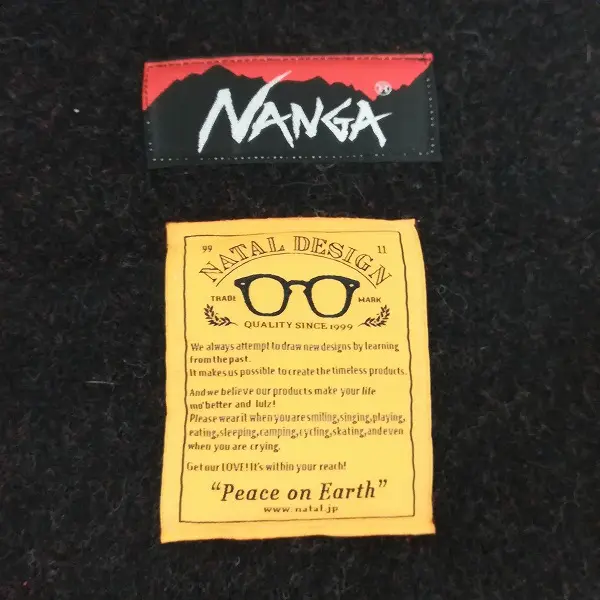 NANGA
99 11
NATAL DESIGN
TRADE MARK
QUALITY SINCE 1999
We always attempt to draw new designs by learning
from the past.
It makes us possible to create the timeless products.
And we believe our products make your life
mo'better and lulz!
Please wear it when you are smiling,singing,playing,
eating,sleeping,camping,cycling,skating,and even
when you are crying.
Get our LOVE! It's within your reach!
"Peace on Earth"
www.natal.jp